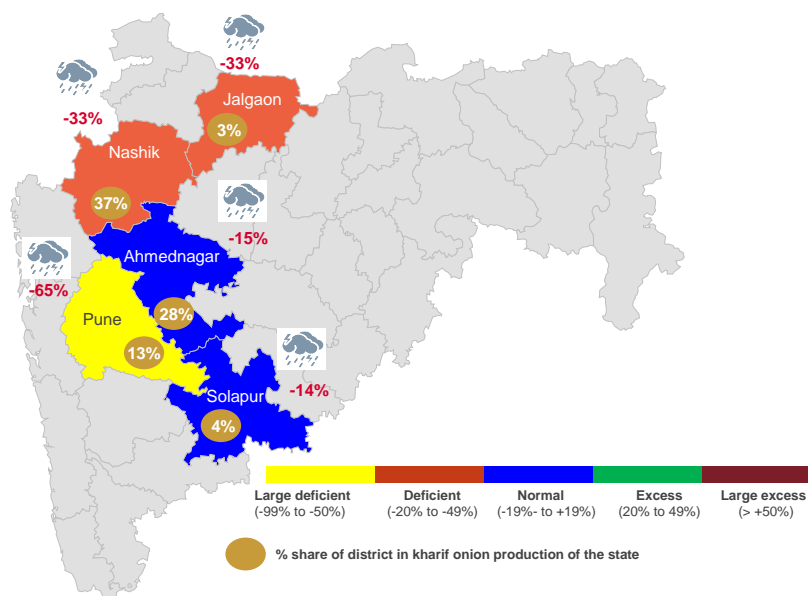 -33%
-33%
Jalgaon
3%
Nashik
37%
-15%
Ahmednagar
-65%
28%
Pune
13%
-14%
Solapur
4%
Large deficient Deficient Normal Excess Large excess
(-99% to -50%) (-20% to -49%) (-19%- to +19%) (20% to 49%) (> +50%)
% share of district in kharif onion production of the state